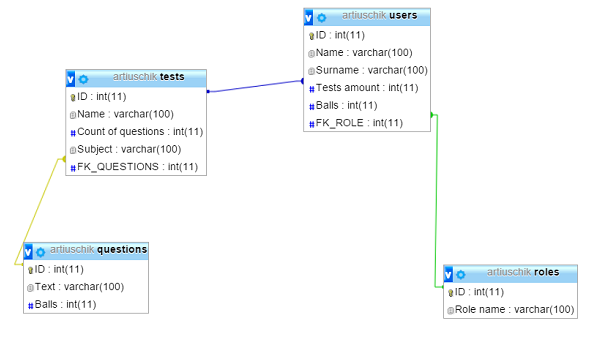 artiuschik users
ID : int(11)
Name : varchar(100)
Surname : varchar(100)
Tests amount : int(11)
Balls : int(11)
FK_ROLE : int(11)
artiuschik tests
ID : int(11)
Name : varchar(100)
Count of questions : int(11)
Subject : varchar(100)
FK_QUESTIONS : int(11)
artiuschik questions
ID : int(11)
Text : varchar(100)
Balls : int(11)
artiuschik roles
ID : int(11)
Role name : varchar(100)